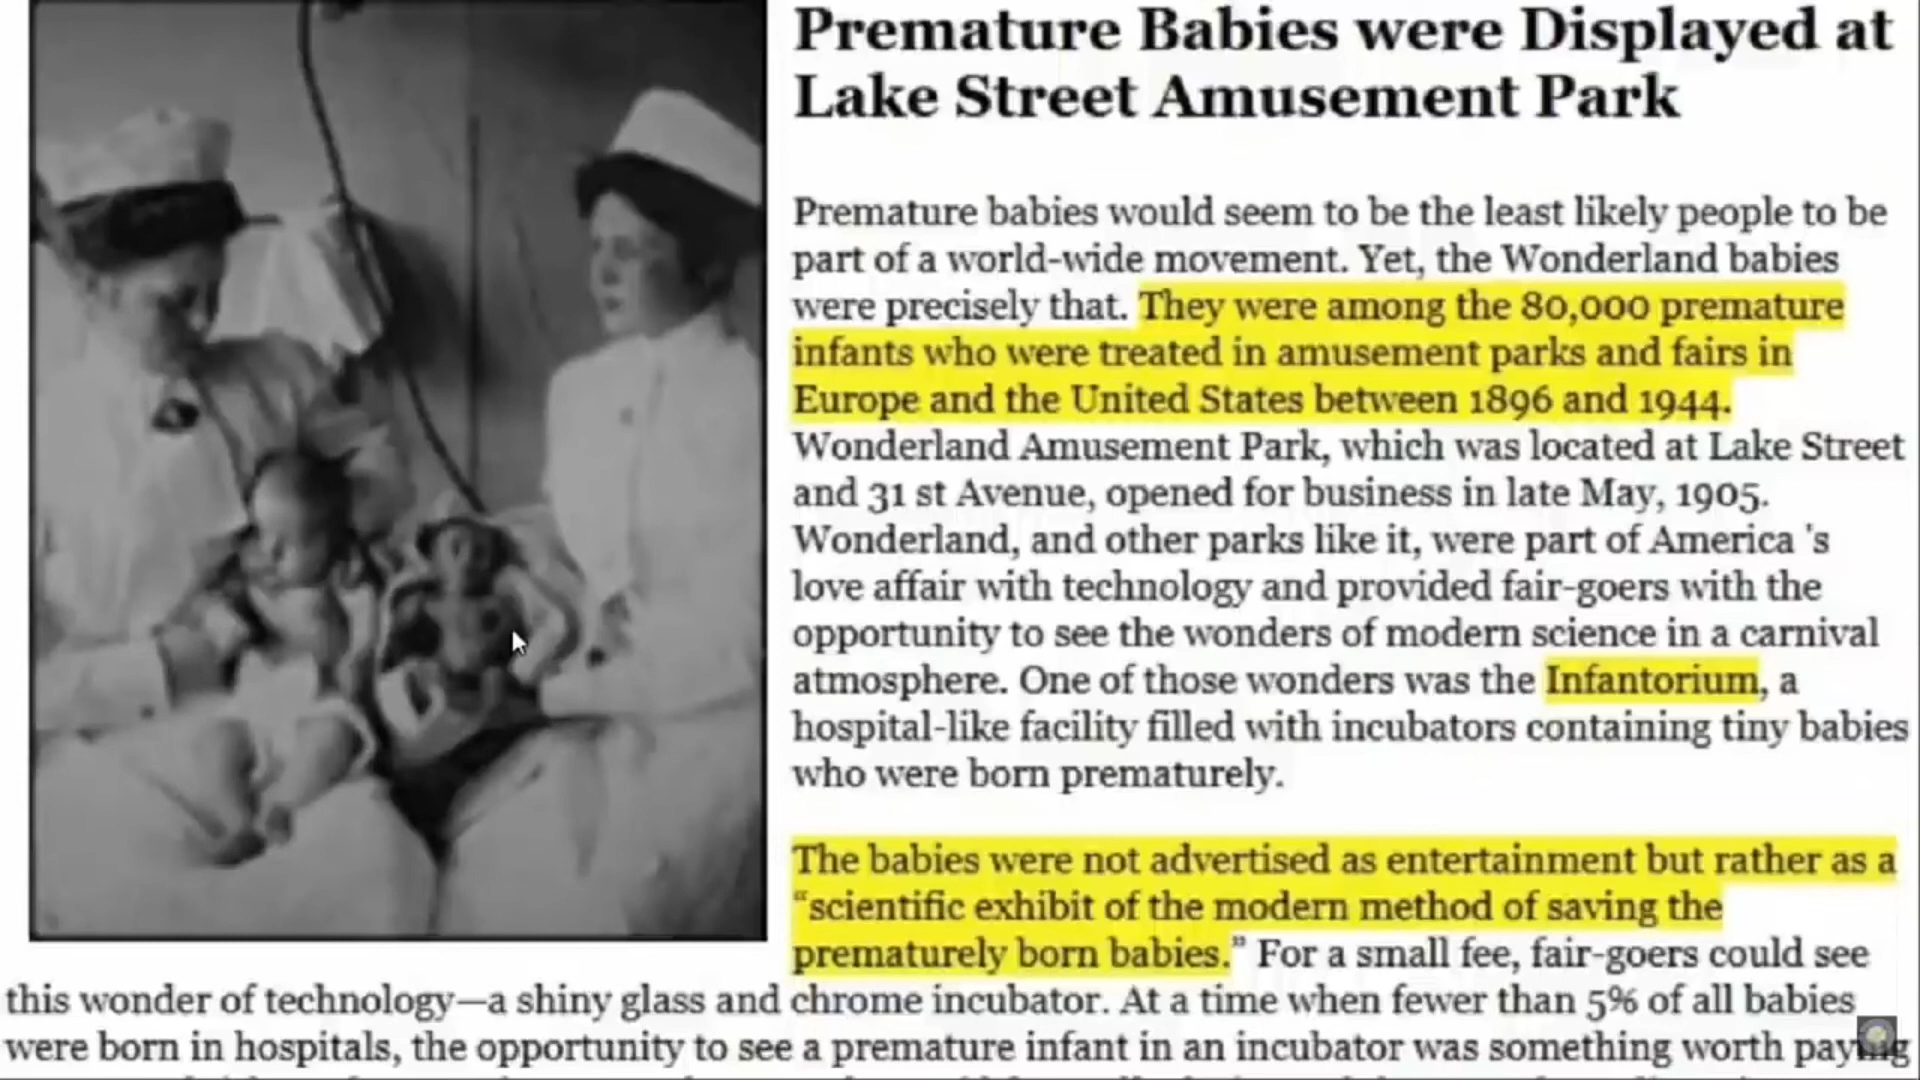 Premature Babies were Displayed at
Lake Street Amusement Park
Premature babies would seem to be the least likely people to be
part of a world-wide movement. Yet, the Wonderland babies
were precisely that. They were among the 80,000 premature
infants who were treated in amusement parks and fairs in
Europe and the United States between 1896 and 1944.
Wonderland Amusement Park, which was located at Lake Street
and 31 st Avenue, opened for business in late May, 1905.
Wonderland, and other parks like it, were part of America 's
love affair with technology and provided fair-goers with the
opportunity to see the wonders of modern science in a carnival
atmosphere. One of those wonders was the Infantorium, a
hospital-like facility filled with incubators containing tiny babies
who were born prematurely.
The babies were not advertised as entertainment but rather as a
“scientific exhibit of the modern method of saving the
prematurely born babies.” For a small fee, fair-goers could see
this wonder of technology—a shiny glass and chrome incubator. At a time when fewer than 5% of all babies
were born in hospitals, the opportunity to see a premature infant in an incubator was something worth paying